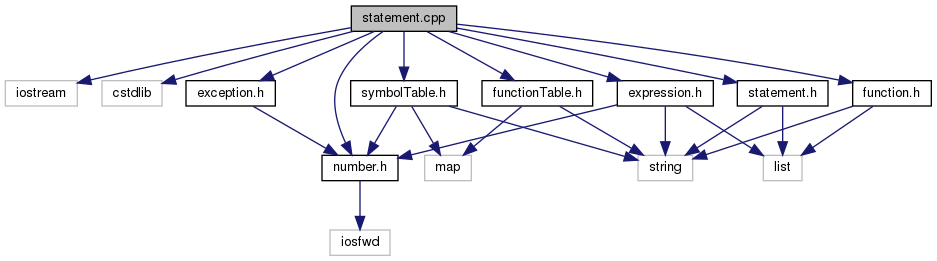 statement.cpp
iostream
cstdlib
exception.h
symbolTable.h
functionTable.h
expression.h
statement.h
function.h
number.h
map
string
list
iosfwd